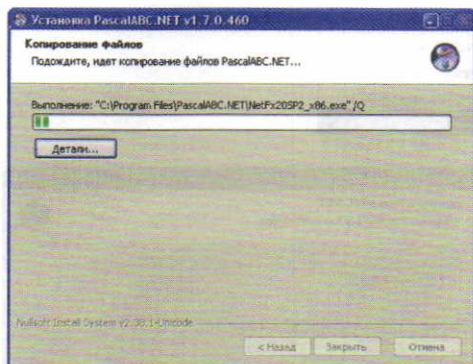 Установка PascalABC.NET v1.7.0.460
Копирование файлов
Подождите, идет копирование файлов PascalABC.NET...
Выполнение: "C:\Program Files\PascalABC.NET\NetFx20SP2_x86.exe" /Q
Детали...
Nullsoft Install System v2.38.1-Unicode
< Назад
Закрыть
Отмена